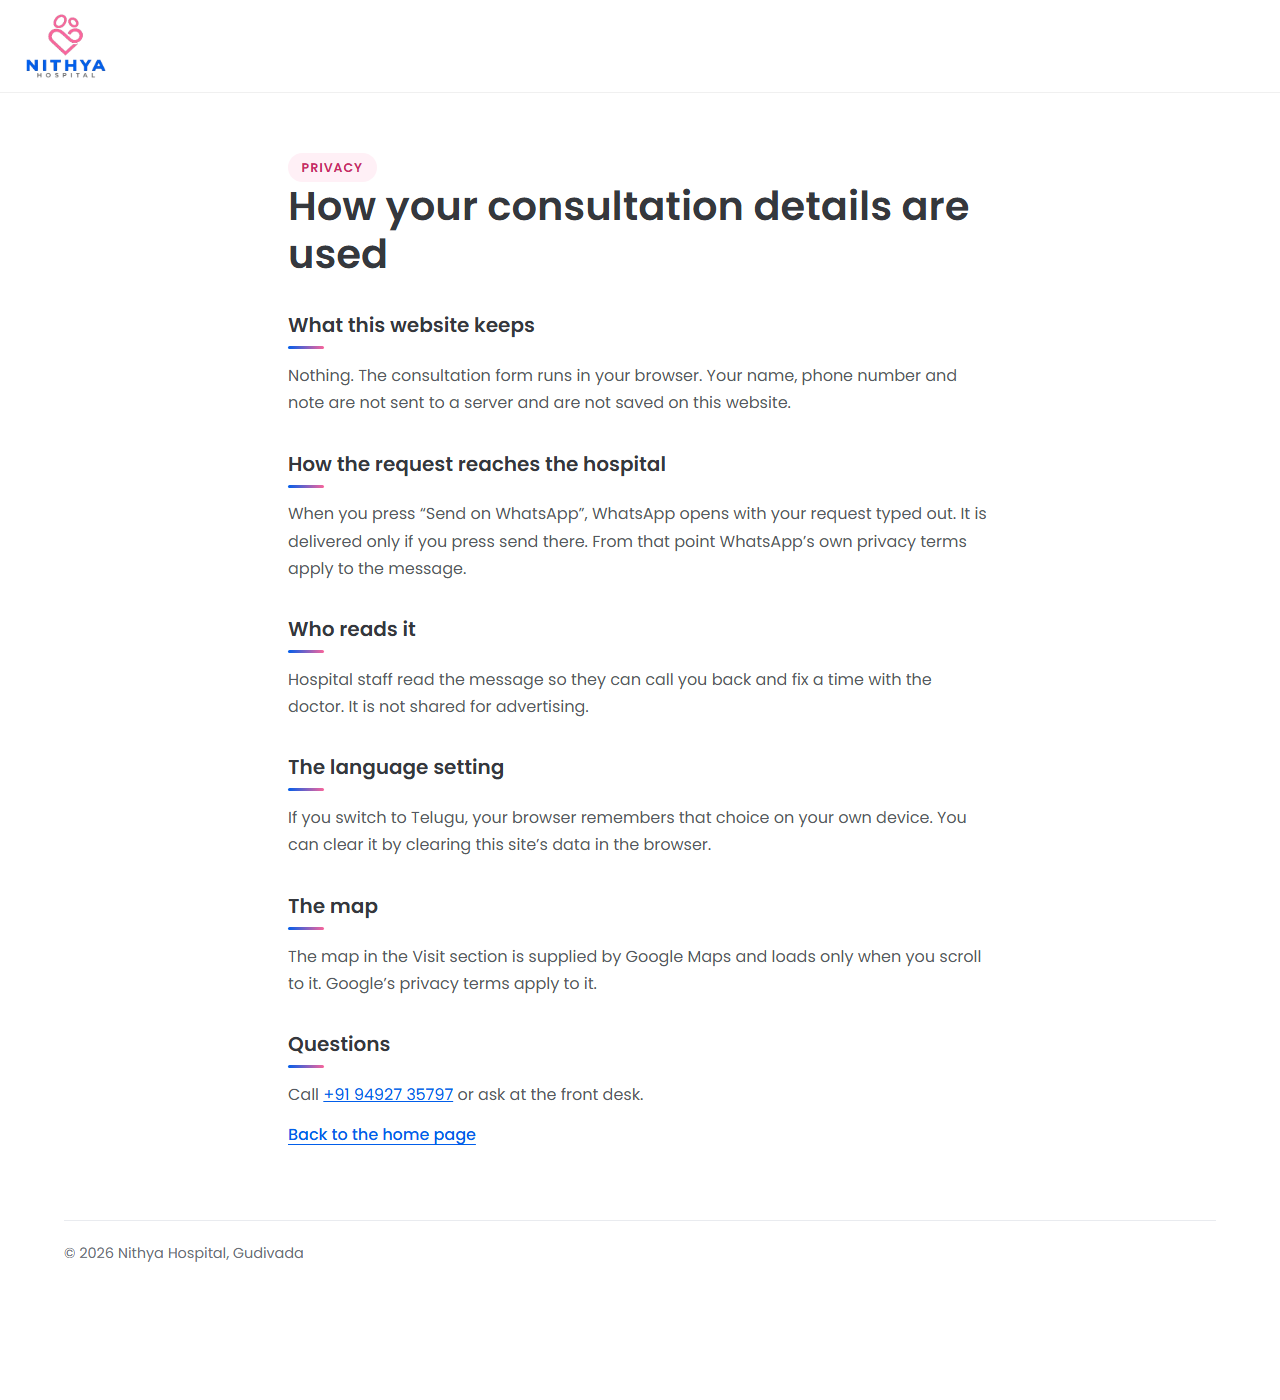 NITHYA
HOSPITAL
PRIVACY
How your consultation details are
used
What this website keeps
Nothing. The consultation form runs in your browser. Your name, phone number and
note are not sent to a server and are not saved on this website.
How the request reaches the hospital
When you press “Send on WhatsApp”, WhatsApp opens with your request typed out. It is
delivered only if you press send there. From that point WhatsApp’s own privacy terms
apply to the message.
Who reads it
Hospital staff read the message so they can call you back and fix a time with the
doctor. It is not shared for advertising.
The language setting
If you switch to Telugu, your browser remembers that choice on your own device. You
can clear it by clearing this site’s data in the browser.
The map
The map in the Visit section is supplied by Google Maps and loads only when you scroll
to it. Google’s privacy terms apply to it.
Questions
Call +91 94927 35797 or ask at the front desk.
Back to the home page
© 2026 Nithya Hospital, Gudivada